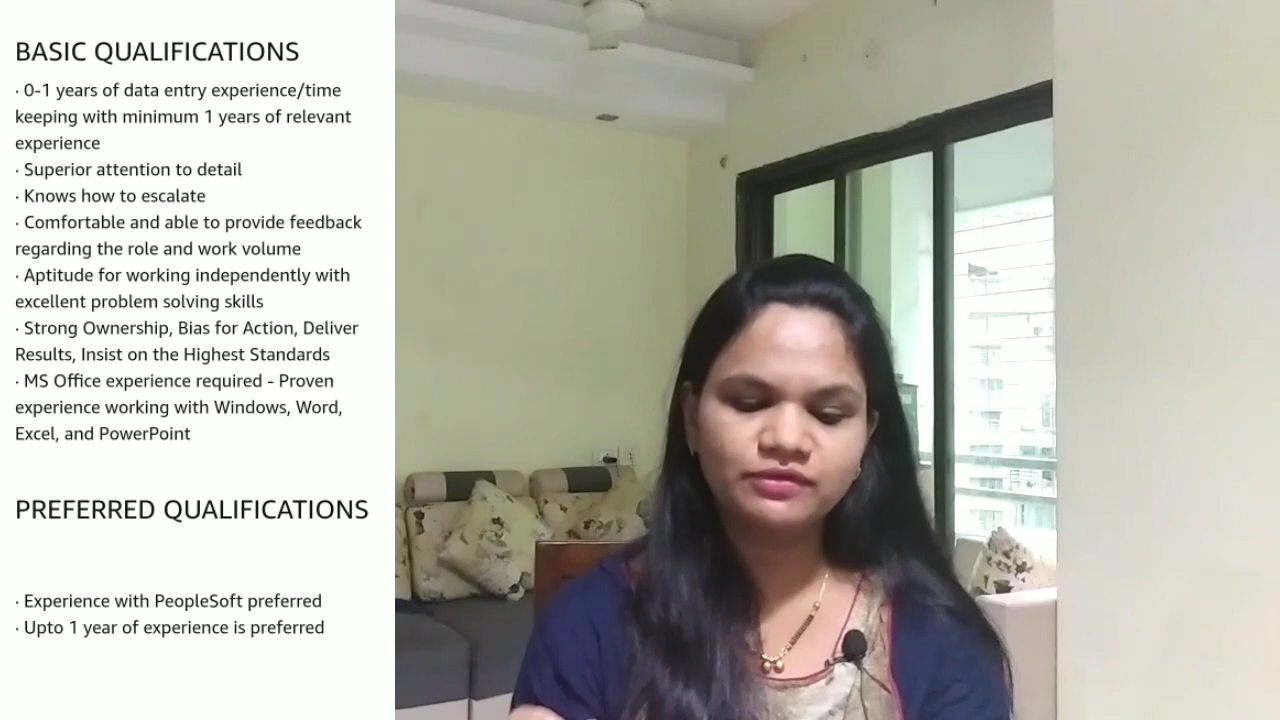 BASIC QUALIFICATIONS
· 0-1 years of data entry experience/time
keeping with minimum 1 years of relevant
experience
· Superior attention to detail
· Knows how to escalate
· Comfortable and able to provide feedback
regarding the role and work volume
· Aptitude for working independently with
excellent problem solving skills
· Strong Ownership, Bias for Action, Deliver
Results, Insist on the Highest Standards
· MS Office experience required - Proven
experience working with Windows, Word,
Excel, and PowerPoint
PREFERRED QUALIFICATIONS
· Experience with PeopleSoft preferred
· Upto 1 year of experience is preferred